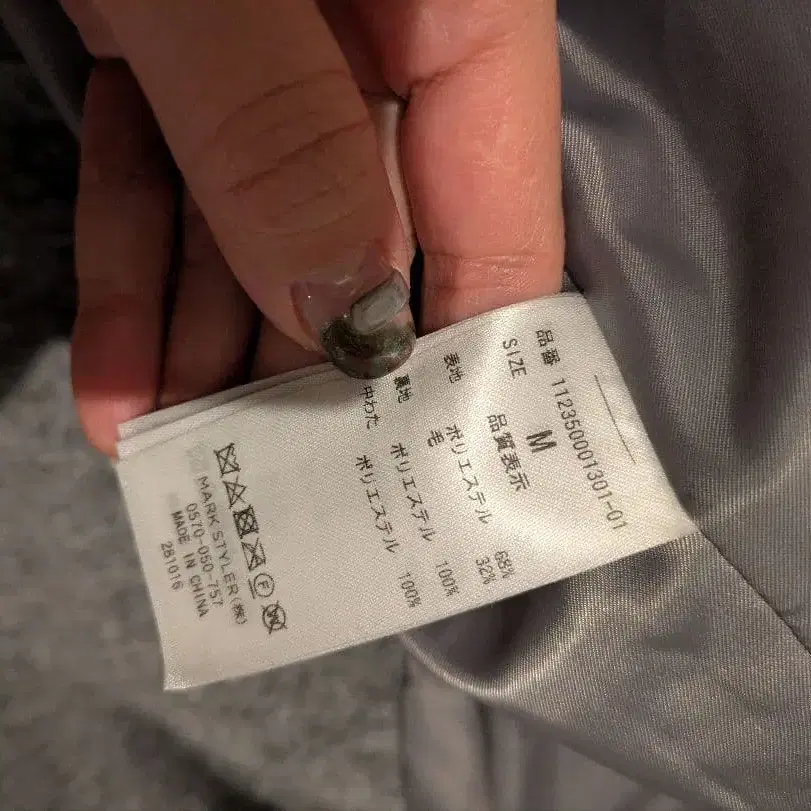 品番 112350001301-01
SIZE M
品質表示
表地 ポリエステル 68%
毛 32%
裏地 ポリエステル 100%
中わた ポリエステル 100%
MARK STYLER(株)
0570-050-757
MADE IN CHINA
281016